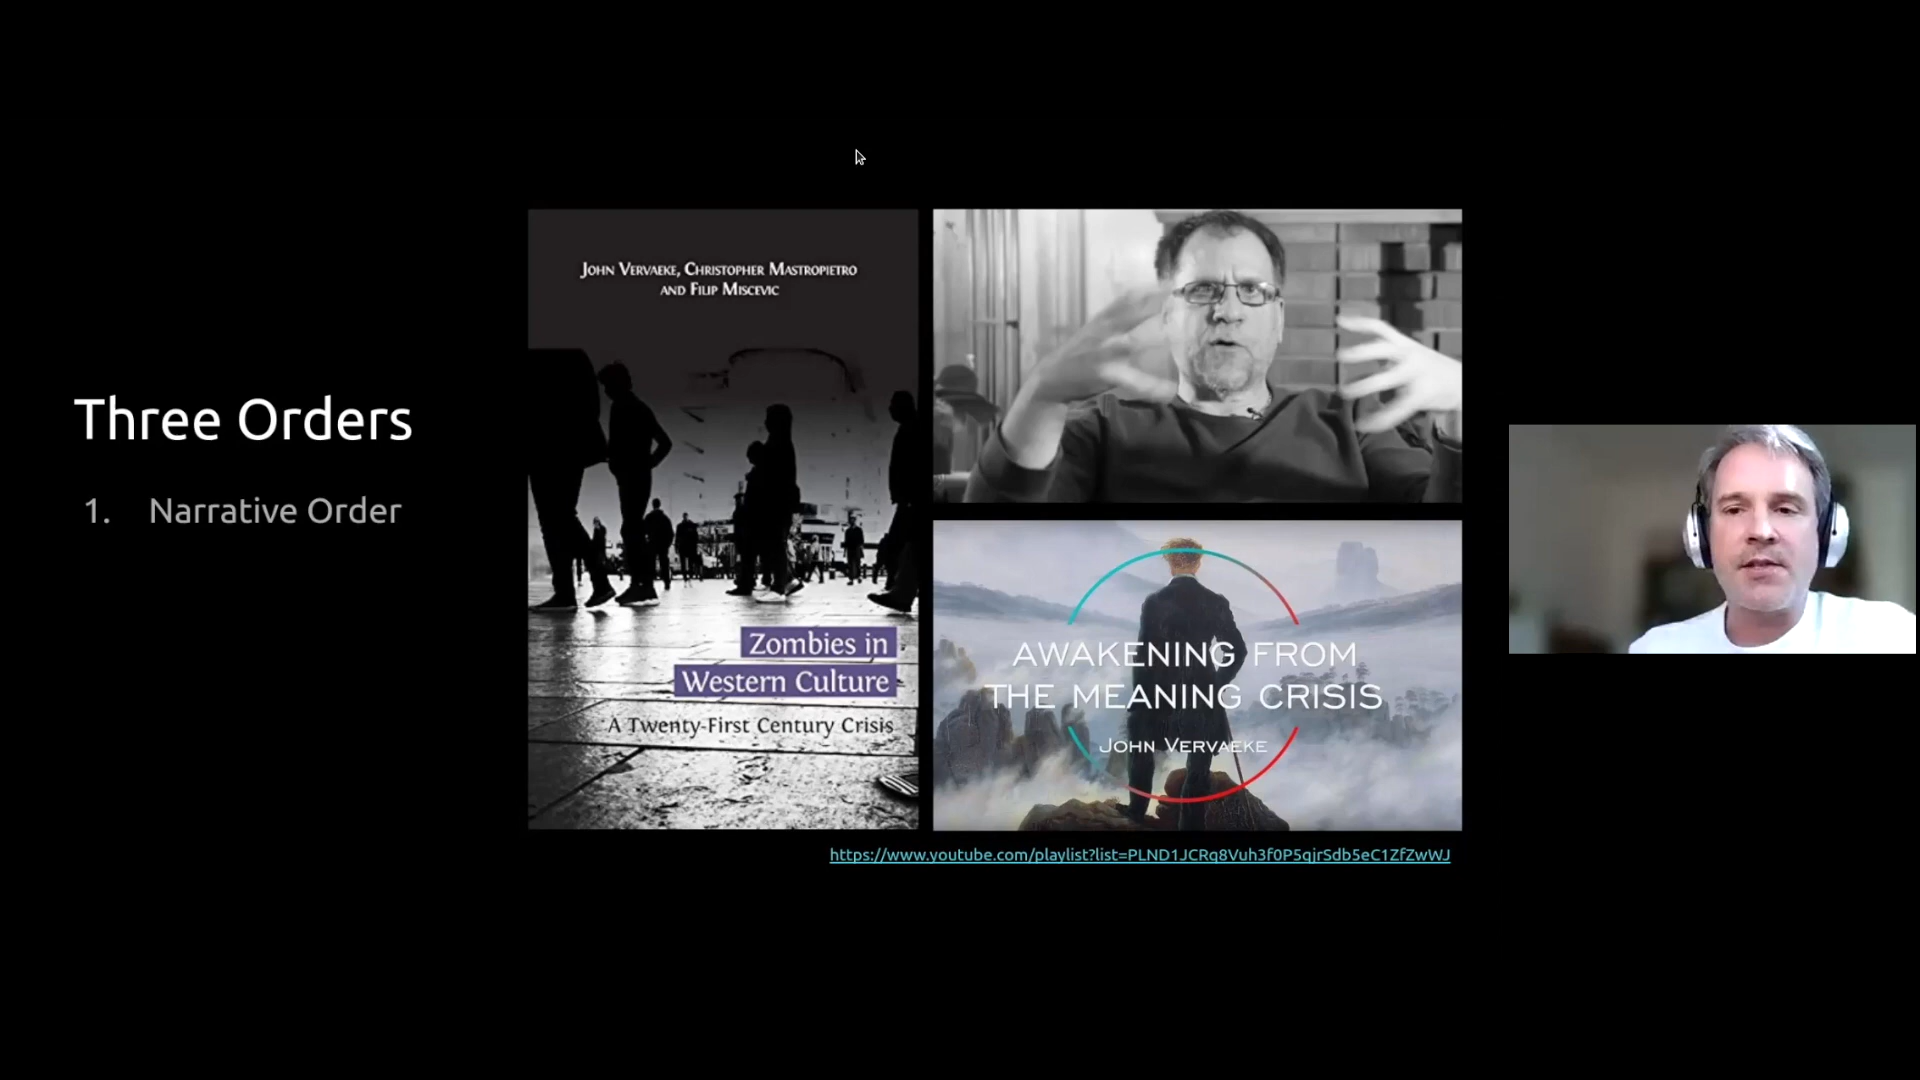 Three Orders
1. Narrative Order
JOHN VERVAEKE, CHRISTOPHER MASTROPIETRO
AND FILIP MISCEVIC
Zombies in
Western Culture
A Twenty-First Century Crisis
AWAKENING FROM
THE MEANING CRISIS
JOHN VERVAEKE
https://www.youtube.com/playlist?list=PLND1JCRq8Vuh3f0P5qjrSdb5eC1ZfZwWJ